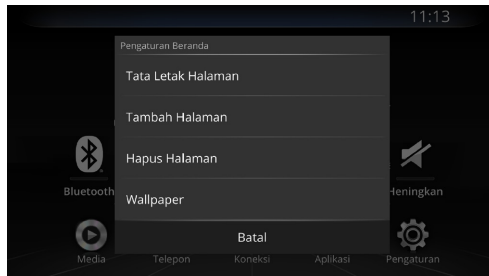 11:13
Pengaturan Beranda
Tata Letak Halaman
Tambah Halaman
Hapus Halaman
Bluetooth
Heningkan
Wallpaper
Batal
Media
Telepon
Koneksi
Aplikasi
Pengaturan